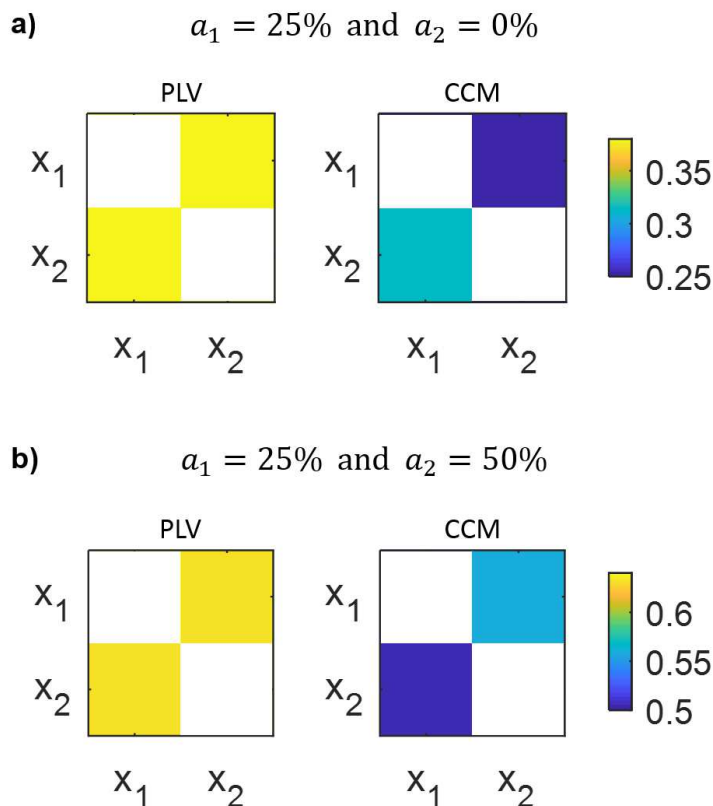 a) a₁ = 25% and a₂ = 0%
PLV CCM
x₁ x₁ 0.35
0.3
x₂ x₂ 0.25
x₁ x₂ x₁ x₂
b) a₁ = 25% and a₂ = 50%
PLV CCM
x₁ x₁ 0.6
0.55
x₂ x₂ 0.5
x₁ x₂ x₁ x₂